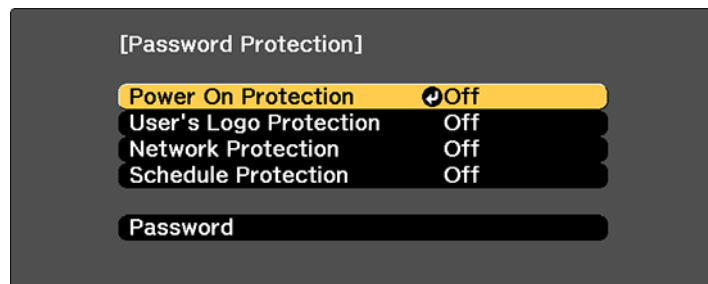 [Password Protection]
Power On Protection Off
User's Logo Protection Off
Network Protection Off
Schedule Protection Off
Password